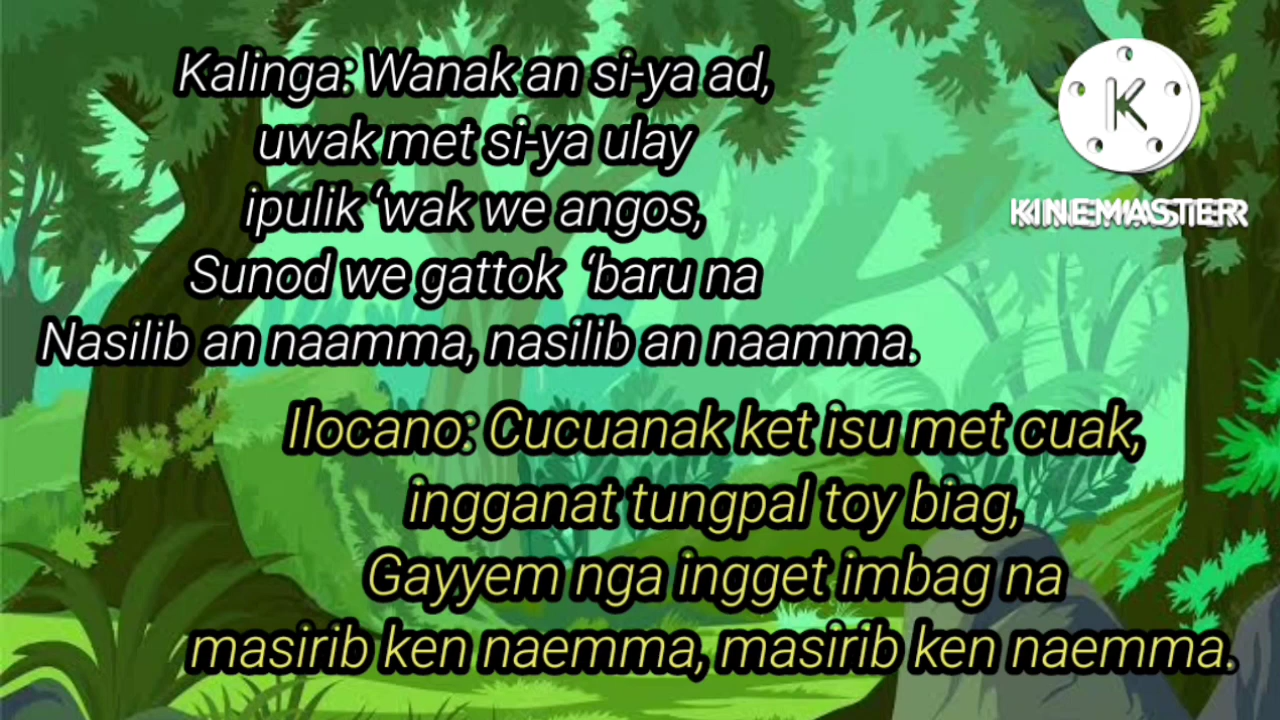 Kalinga: Wanak an si-ya ad,
uwak met si-ya ulay
ipulik ‘wak we angos,
Sunod we gattok ‘baru na
Nasilib an naamma, nasilib an naamma.
Ilocano: Cucuanak ket isu met cuak,
ingganat tungpal toy biag,
Gayyem nga ingget imbag na
masirib ken naemma, masirib ken naemma.
K
KINEMASTER